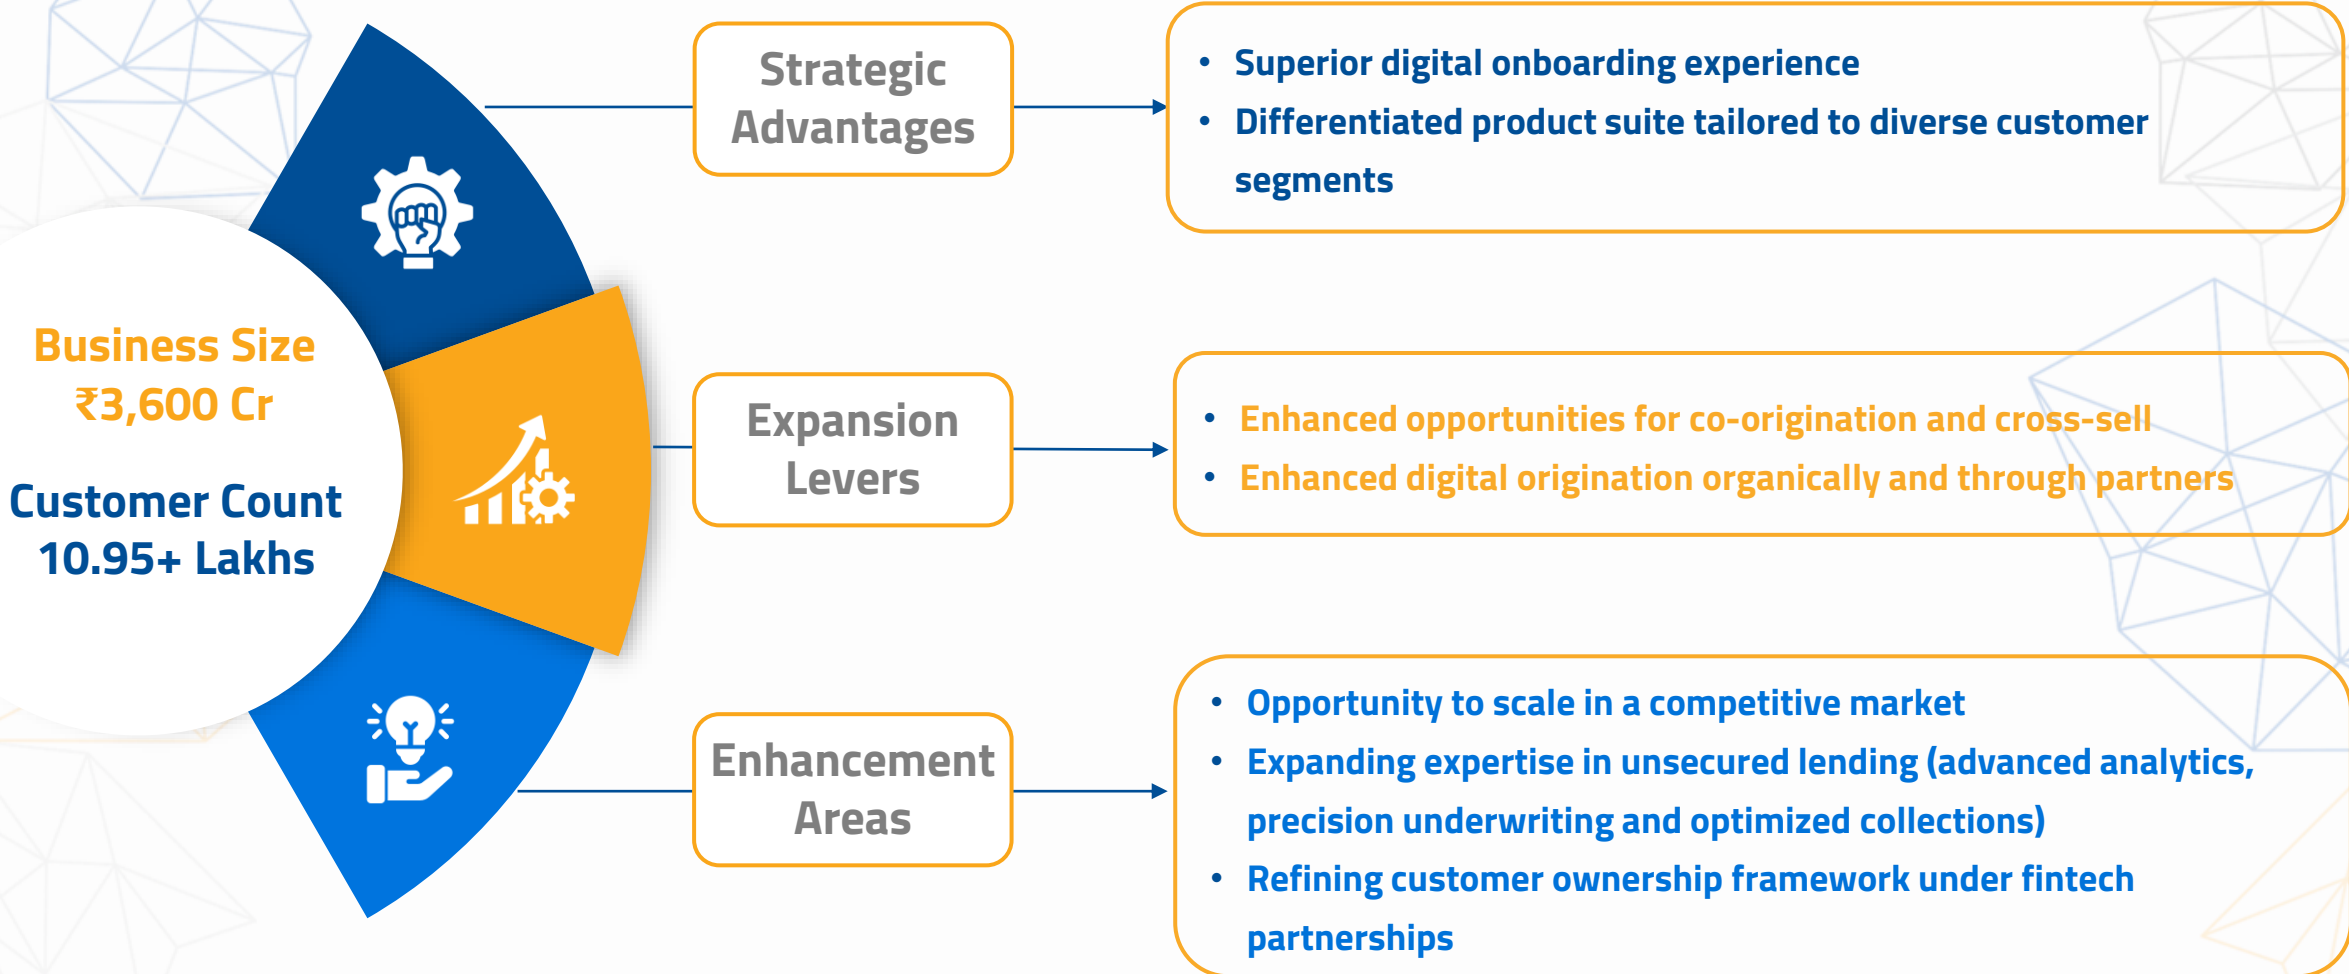 Business Size
₹3,600 Cr
Customer Count
10.95+ Lakhs
Strategic
Advantages
• Superior digital onboarding experience
• Differentiated product suite tailored to diverse customer
segments
Expansion
Levers
• Enhanced opportunities for co-origination and cross-sell
• Enhanced digital origination organically and through partners
Enhancement
Areas
• Opportunity to scale in a competitive market
• Expanding expertise in unsecured lending (advanced analytics,
precision underwriting and optimized collections)
• Refining customer ownership framework under fintech
partnerships